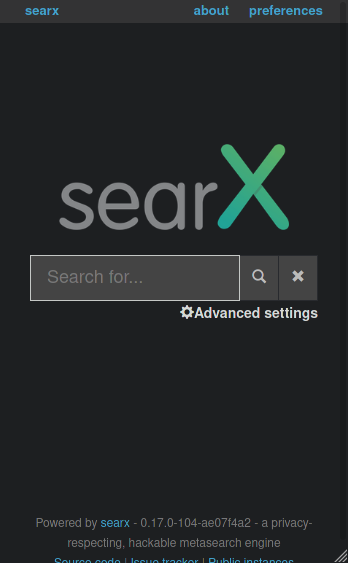 searx about preferences
searX
Search for...
Advanced settings
Powered by searx - 0.17.0-104-ae07f4a2 - a privacy-
respecting, hackable metasearch engine
Source code | Issue tracker | Public instances